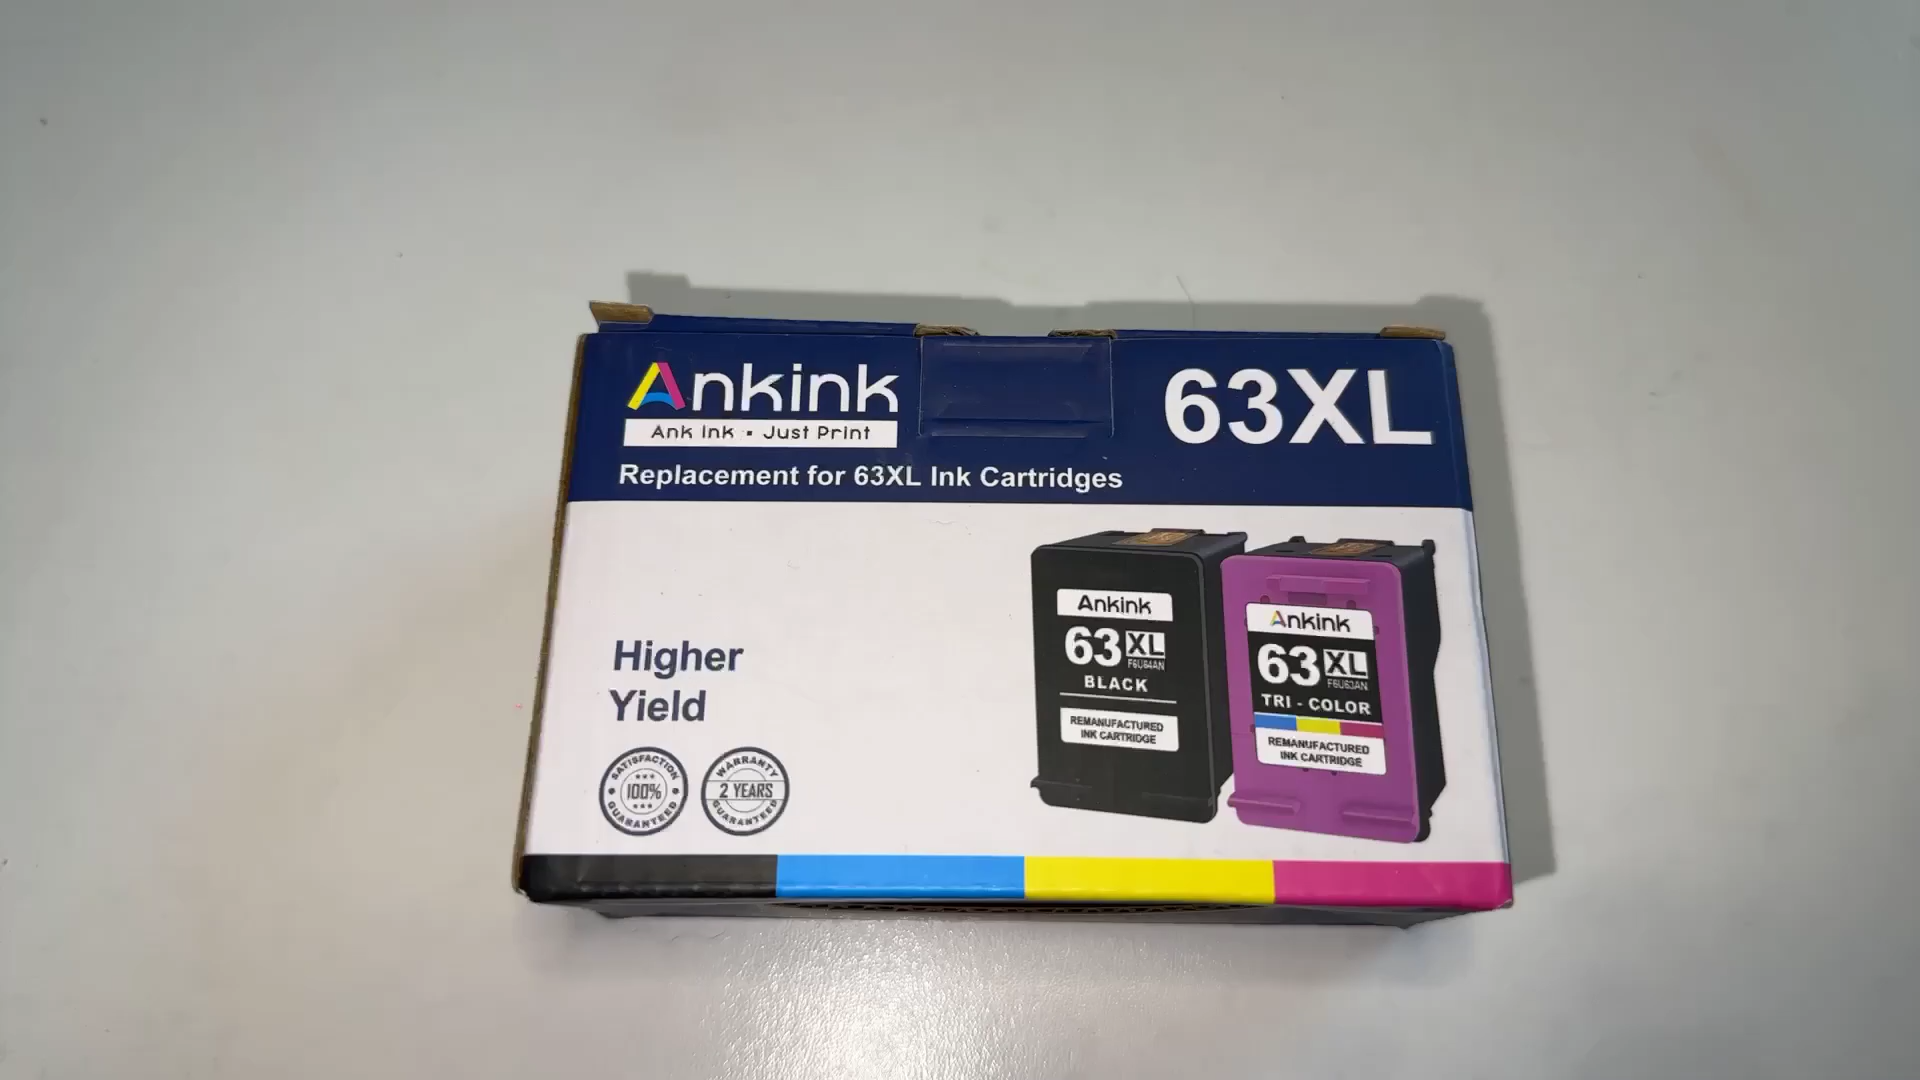 Ankink
Ank Ink · Just Print
63XL
Replacement for 63XL Ink Cartridges
Higher
Yield
SATISFACTION
100%
GUARANTEED
WARRANTY
2 YEARS
GUARANTEED
Ankink
63 XL
F6U64AN
BLACK
REMANUFACTURED
INK CARTRIDGE
Ankink
63 XL
F6U63AN
TRI - COLOR
REMANUFACTURED
INK CARTRIDGE